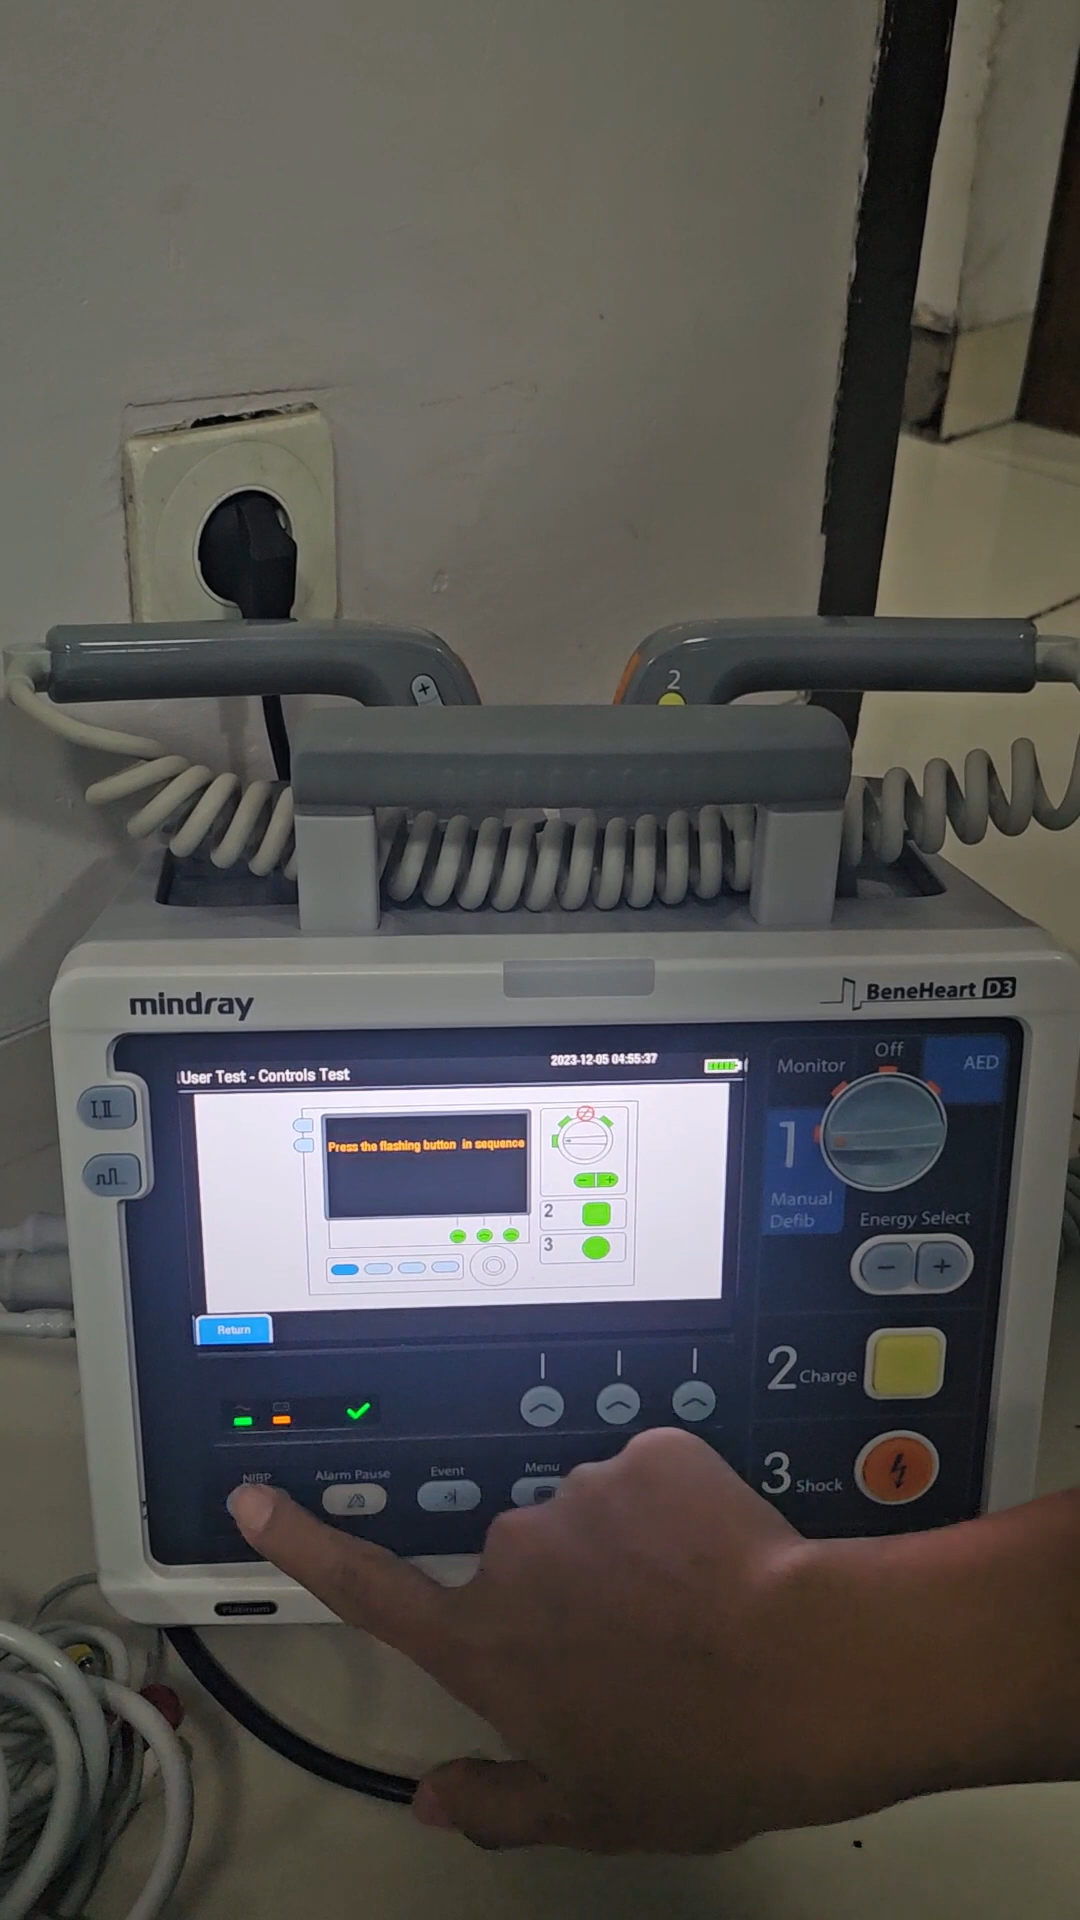 2
mindray
BeneHeart D3
User Test - Controls Test
2023-12-05 04:55:37
Press the flashing button in sequence
2
3
Return
Monitor
Off
AED
1
Manual
Defib
Energy Select
- +
2 Charge
3 Shock
I,II
NIBP
Alarm Pause
Event
Menu
Platinum